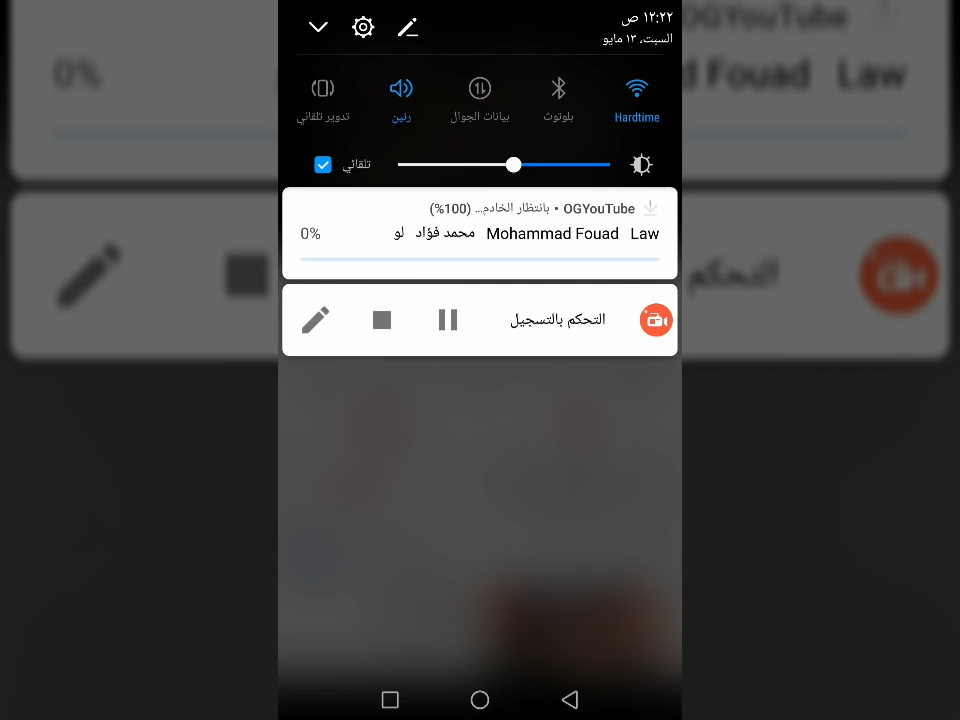 ١٢:٢٢ ص
السبت، ١٣ مايو
Hardtime
بلوتوث
بيانات الجوال
رنين
تدوير تلقائي
تلقائي
OGYouTube • بانتظار الخادم... (%100)
Mohammad Fouad Law محمد فؤاد لو 0%
التحكم بالتسجيل
OGYouTube
0%
d Fouad Law
التحكم